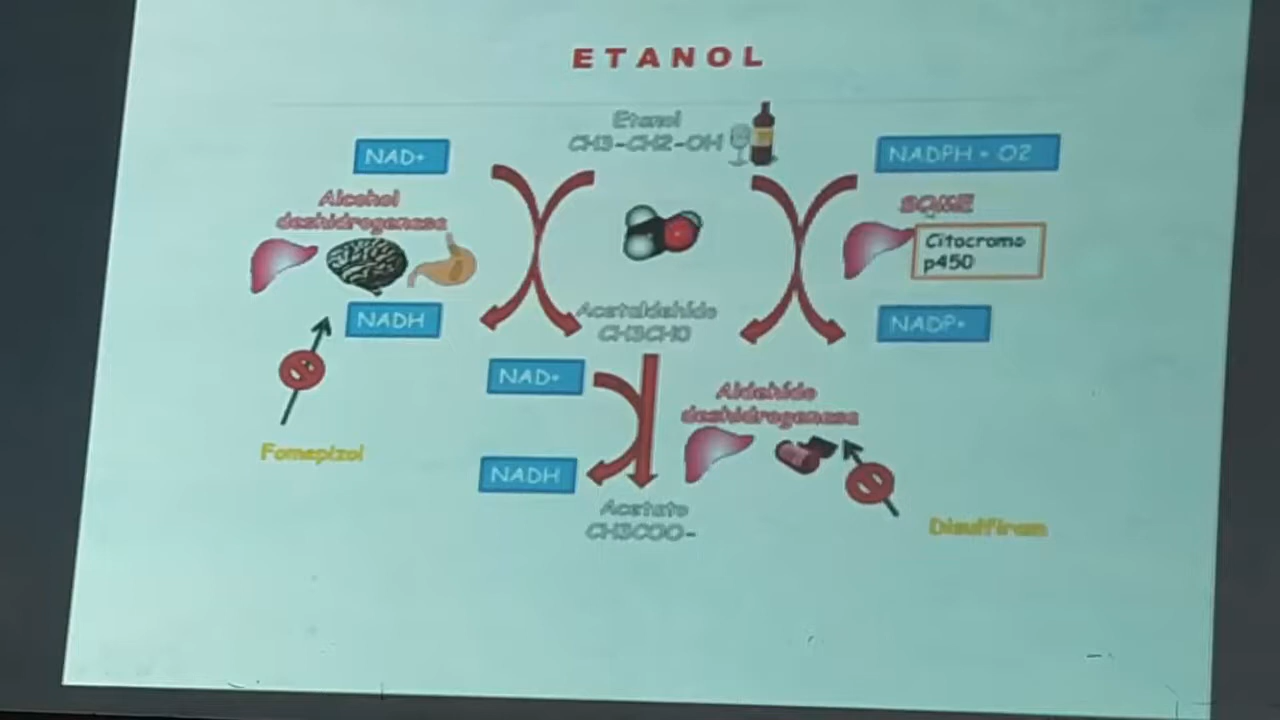 ETANOL
Etanol
CH3-CH2-OH
NAD+
NADPH + O2
Alcohol
deshidrogenasa
SOME
Citocromo
p450
NADH
Acetaldehído
CH3CHO
NADP+
NAD+
Aldehído
deshidrogenasa
Fomepizol
NADH
Acetato
CH3COO-
Disulfiram